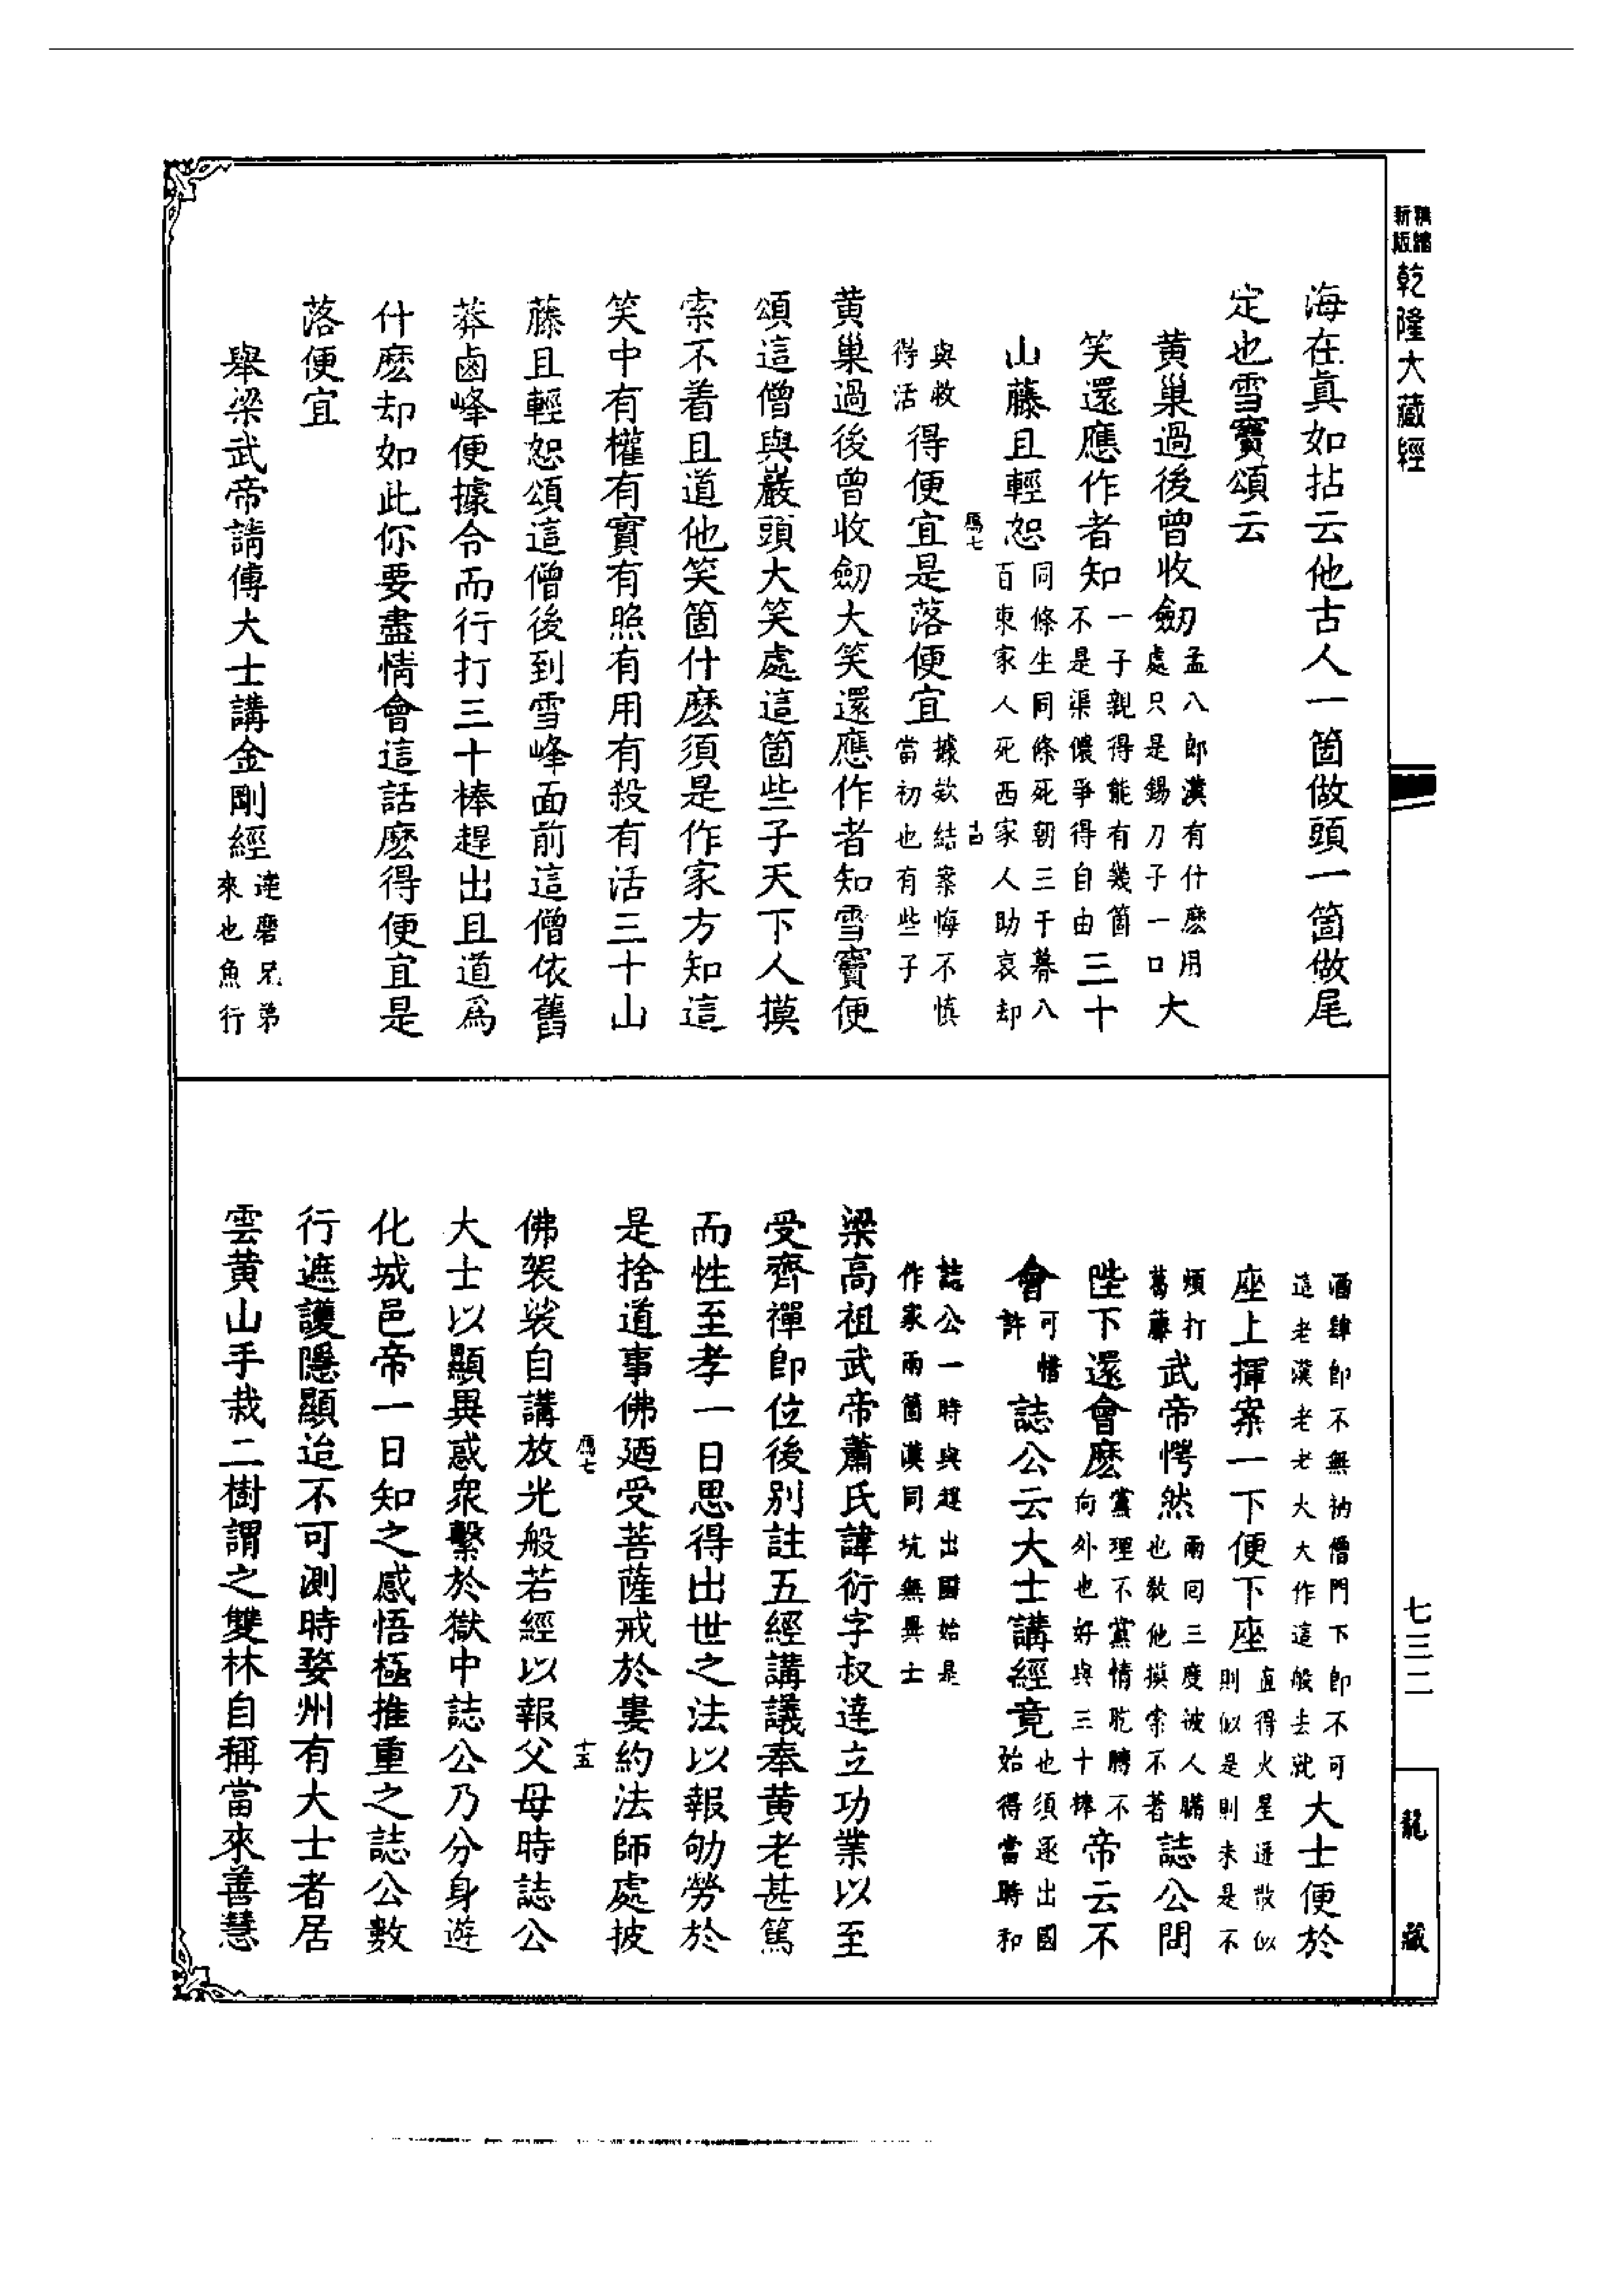 新版精縮乾隆大藏經
海在真如拈云他古人一箇做頭一箇做尾
定也雪竇頌云
黃巢過後曾收劒孟八郎漢有什麽用處只是錫刀子一口大
笑還應作者知一子親得能有幾箇不是渠儂爭得自由三十
山藤且輕恕同條生同條死朝三千暮八百東家人死西家人助哀却
與救得活得便宜是落便宜據欵結案悔不慎當初也有些子
黃巢過後曾收劒大笑還應作者知雪竇便
頌這僧與巖頭大笑處這箇些子天下人摸
索不着且道他笑箇什麽須是作家方知這
笑中有權有實有照有用有殺有活三十山
藤且輕恕頌這僧後到雪峰面前這僧依舊
莽鹵峰便據令而行打三十棒趕出且道爲
什麽却如此你要盡情會這話麽得便宜是
落便宜
舉梁武帝請傅大士講金剛經達磨兄弟來也魚行
酒肆即不無衲僧門下即不可這老漢老老大大作這般去就大士便於
座上揮案一下便下座直得火星迸散似則似是則未是不
煩打葛藤武帝愕然兩回三度被人瞞也教他摸索不著誌公問
陛下還會麽黨理不黨情肐膊不向外也好與三十棒帝云不
會可惜許誌公云大士講經竟也須逐出國始得當時和
誌公一時與趕出國始是作家兩箇漢同坑無異士
梁高祖武帝蕭氏諱衍字叔達立功業以至
受齊禪即位後別註五經講議奉黃老甚篤
而性至孝一日思得出世之法以報劬勞於
是捨道事佛廼受菩薩戒於婁約法師處披
佛袈裟自講放光般若經以報父母時誌公
大士以顯異惑衆繫於獄中誌公乃分身遊
化城邑帝一日知之感悟極推重之誌公數
行遮護隱顯迨不可測時婺州有大士者居
雲黃山手栽二樹謂之雙林自稱當來善慧
七三二
龍藏